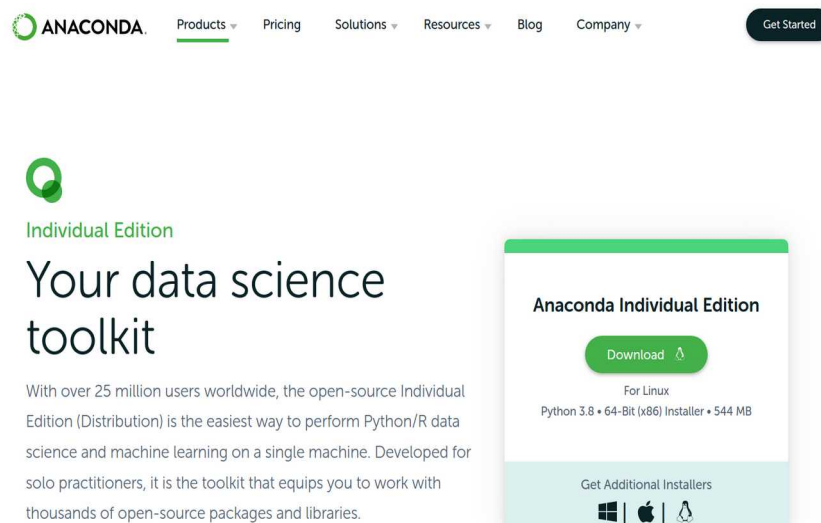 ANACONDA.
Products
Pricing
Solutions
Resources
Blog
Company
Get Started
Individual Edition
Your data science
toolkit
With over 25 million users worldwide, the open-source Individual
Edition (Distribution) is the easiest way to perform Python/R data
science and machine learning on a single machine. Developed for
solo practitioners, it is the toolkit that equips you to work with
thousands of open-source packages and libraries.
Anaconda Individual Edition
Download
For Linux
Python 3.8 • 64-Bit (x86) Installer • 544 MB
Get Additional Installers